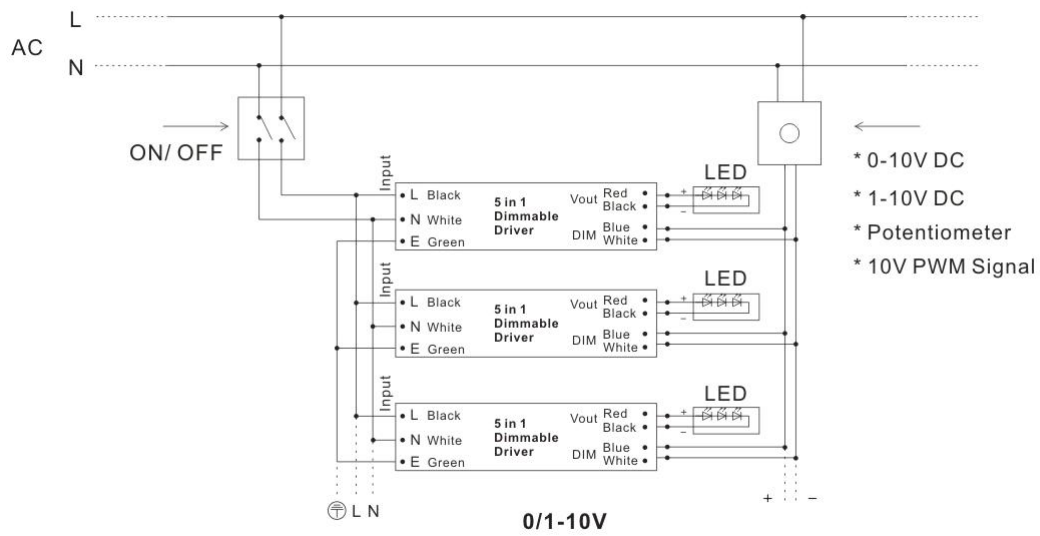 L
AC
N
ON/ OFF
* 0-10V DC
* 1-10V DC
* Potentiometer
* 10V PWM Signal
Input
L Black
N White
E Green
5 in 1
Dimmable
Driver
Vout Red
Black
DIM Blue
White
LED
+
−
Input
L Black
N White
E Green
5 in 1
Dimmable
Driver
Vout Red
Black
DIM Blue
White
LED
+
−
Input
L Black
N White
E Green
5 in 1
Dimmable
Driver
Vout Red
Black
DIM Blue
White
LED
+
−
L N
+ −
0/1-10V